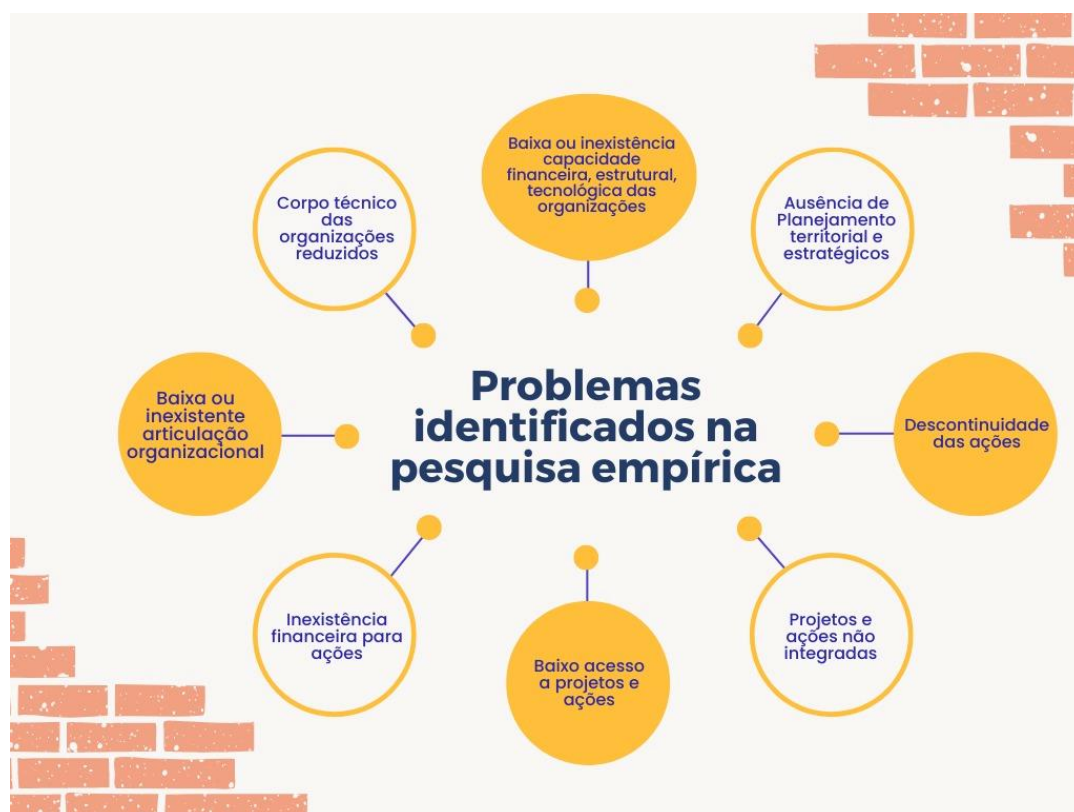 Baixa ou inexistência
capacidade
financeira, estrutural,
tecnológica das
organizações
Corpo técnico
das
organizações
reduzidos
Ausência de
Planejamento
territorial e
estratégicos
Problemas
identificados na
pesquisa empírica
Baixa ou
inexistente
articulação
organizacional
Descontinuidade
das ações
Inexistência
financeira para
ações
Baixo acesso
a projetos e
ações
Projetos e
ações não
integradas